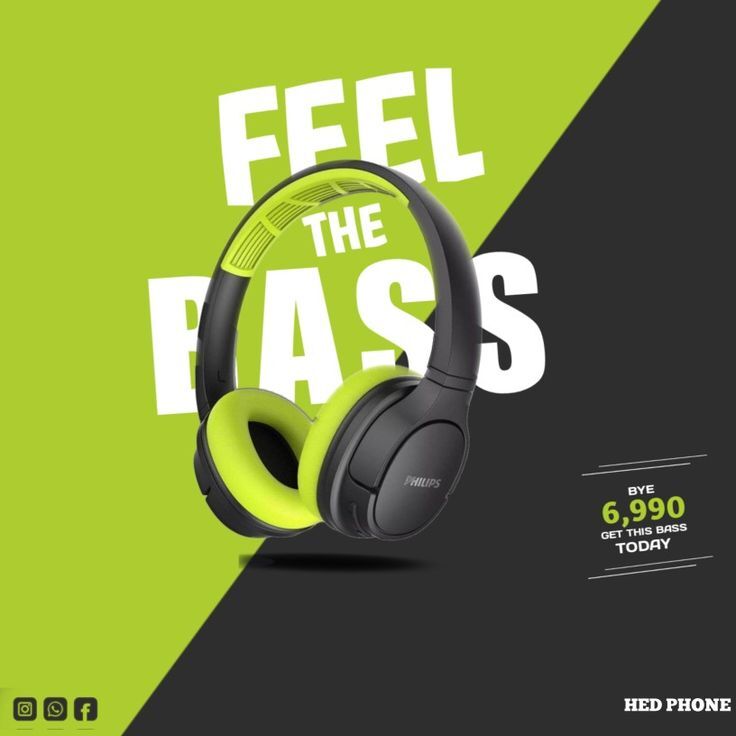 FEEL
THE
BASS
PHILIPS
BYE
6,990
GET THIS BASS
TODAY
HED PHONE